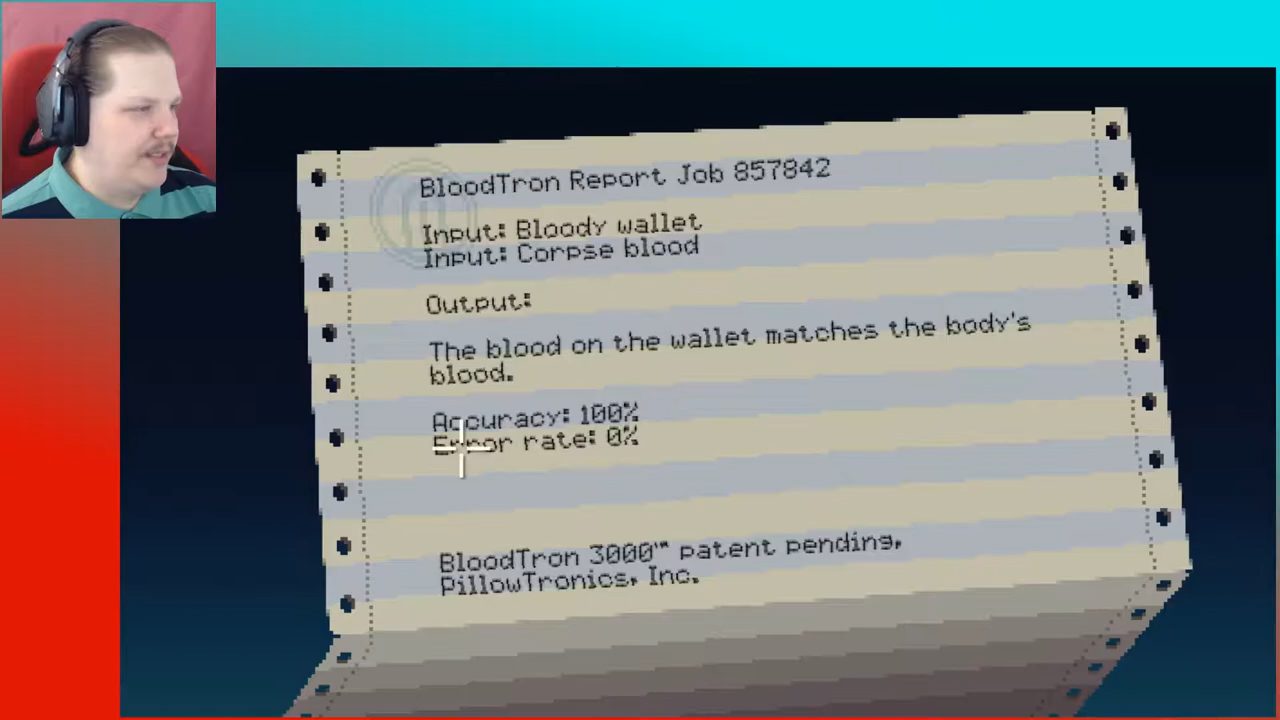 BloodTron Report Job 857842
Input: Bloody wallet
Input: Corpse blood
Output:
The blood on the wallet matches the body's
blood.
Accuracy: 100%
Error rate: 0%
BloodTron 3000™ patent pending,
PillowTronics, Inc.